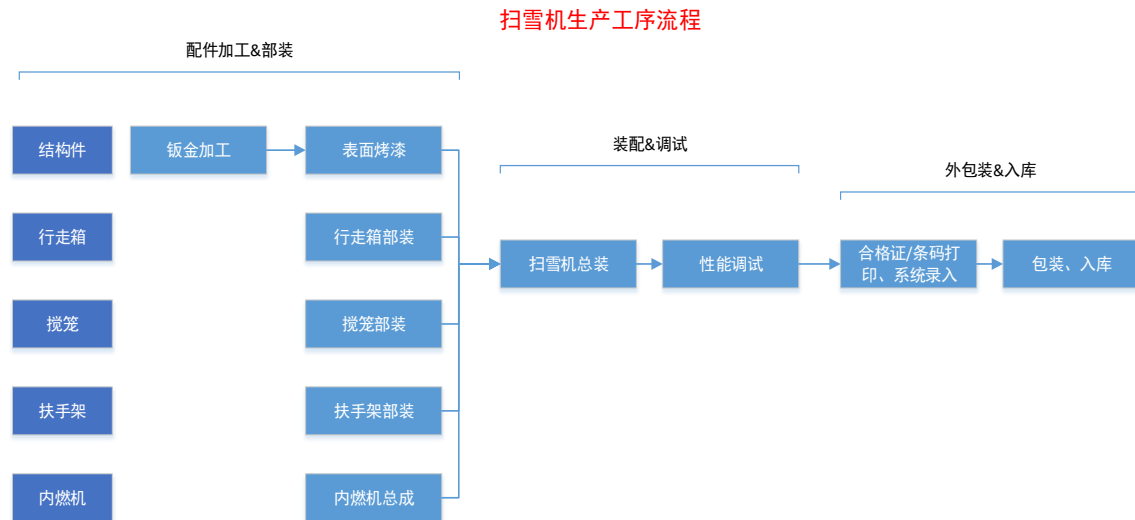 扫雪机生产工序流程
配件加工&部装
装配&调试
外包装&入库
结构件
钣金加工
表面烤漆
行走箱
行走箱部装
扫雪机总装
性能调试
合格证/条码打
印、系统录入
包装、入库
搅笼
搅笼部装
扶手架
扶手架部装
内燃机
内燃机总成